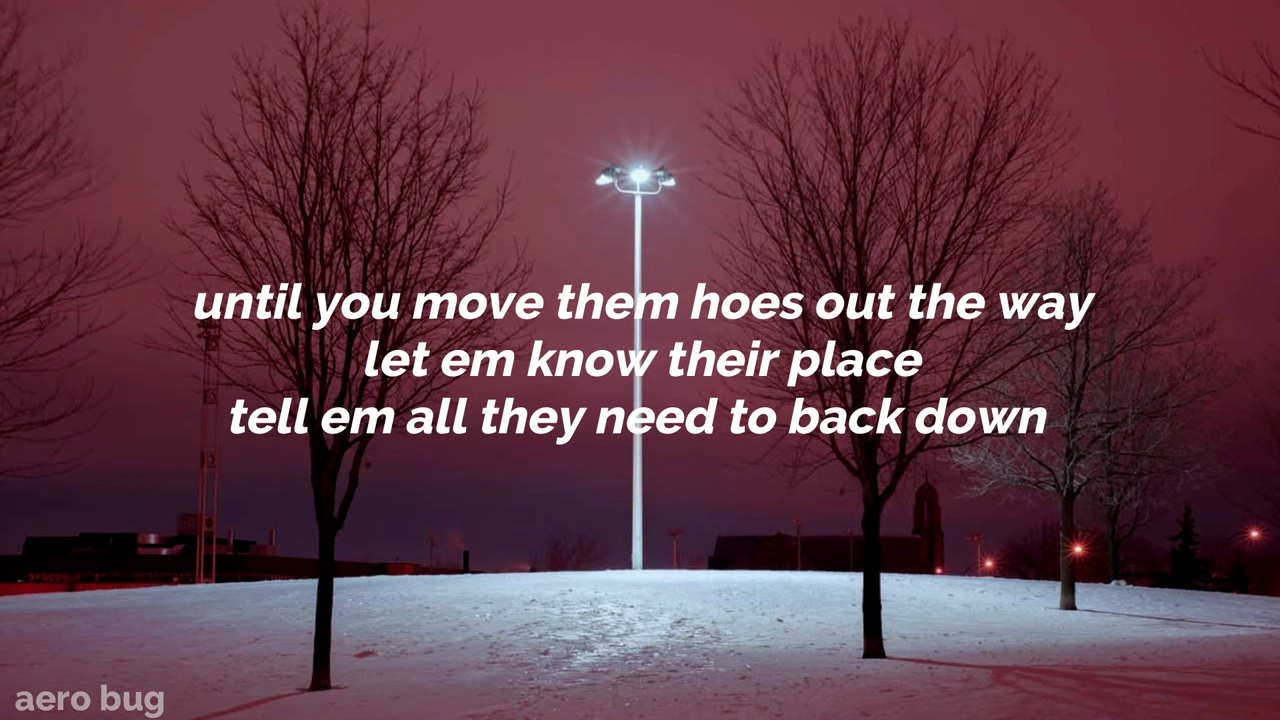 until you move them hoes out the way
let em know their place
tell em all they need to back down
aero bug